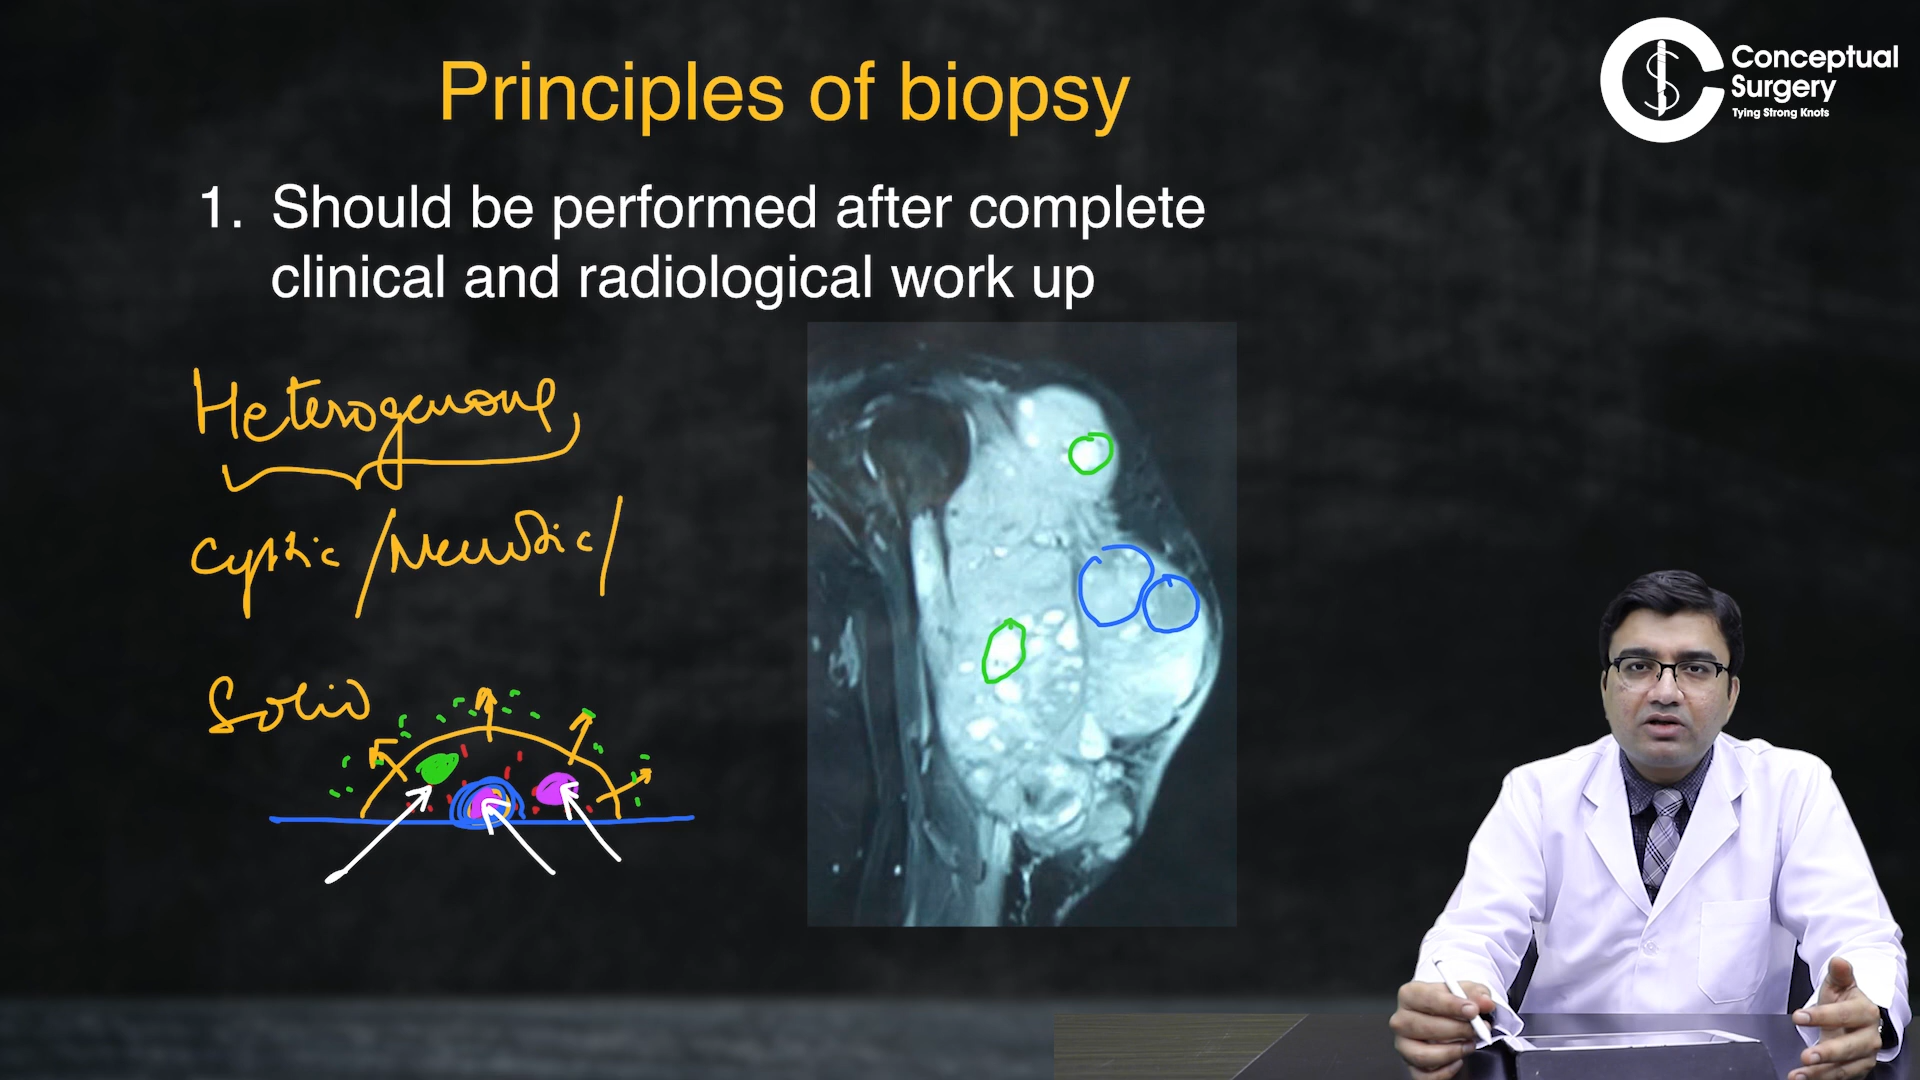 Principles of biopsy
Conceptual
Surgery
Tying Strong Knots
1. Should be performed after complete
clinical and radiological work up
Heterogenous
Cystic / Necrotic /
Solid